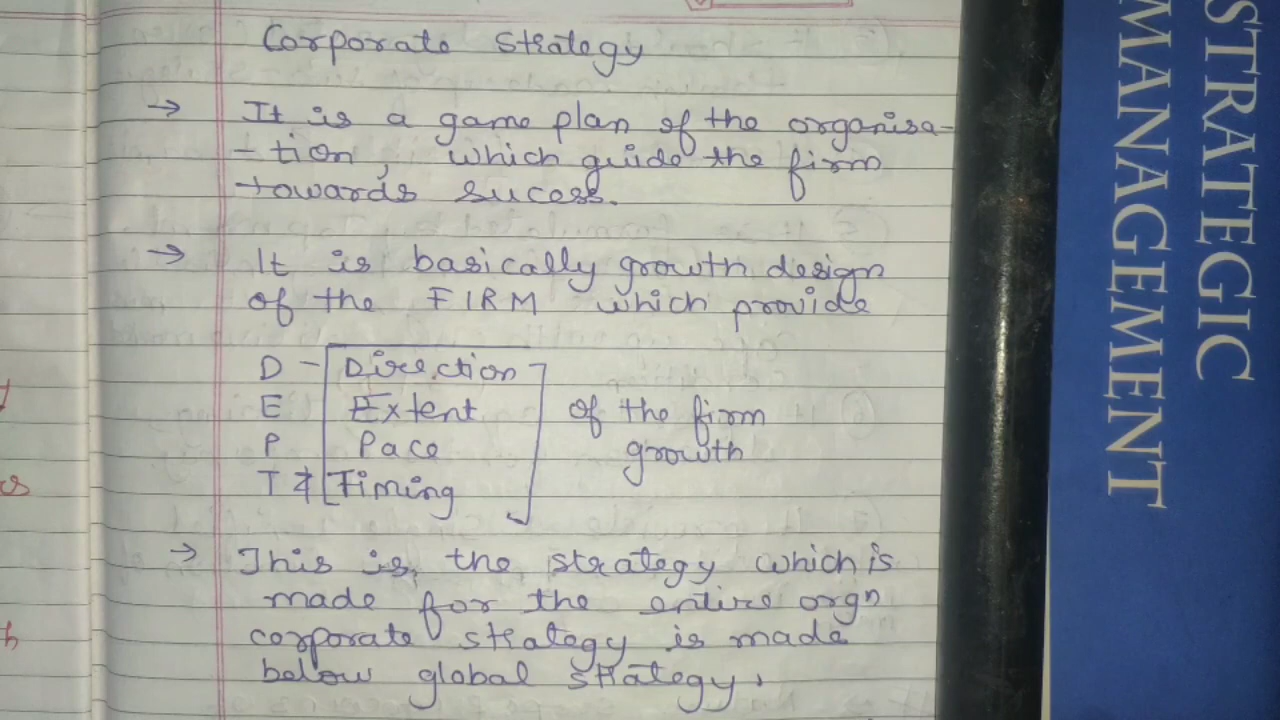 Corporate strategy
→ It is a game plan of the organisa-
-tion, which guide the firm
towards sucess.
→ It is basically growth design
of the FIRM which provide
D - Direction
E Extent of the firm
P Pace growth
T Timing
→ This is, the strategy which is
made for the entire orgn
corporate strategy is made
below global strategy.
STRATEGIC
MANAGEMENT